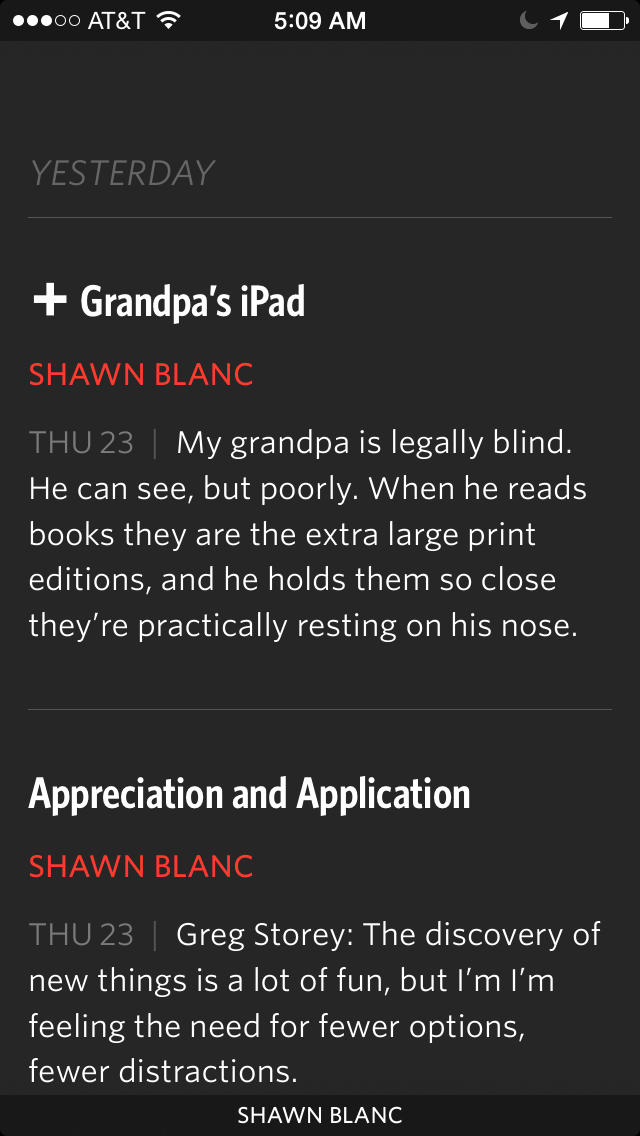 AT&T 5:09 AM
YESTERDAY
+ Grandpa's iPad
SHAWN BLANC
THU 23 | My grandpa is legally blind.
He can see, but poorly. When he reads
books they are the extra large print
editions, and he holds them so close
they’re practically resting on his nose.
Appreciation and Application
SHAWN BLANC
THU 23 | Greg Storey: The discovery of
new things is a lot of fun, but I’m I’m
feeling the need for fewer options,
fewer distractions.
SHAWN BLANC